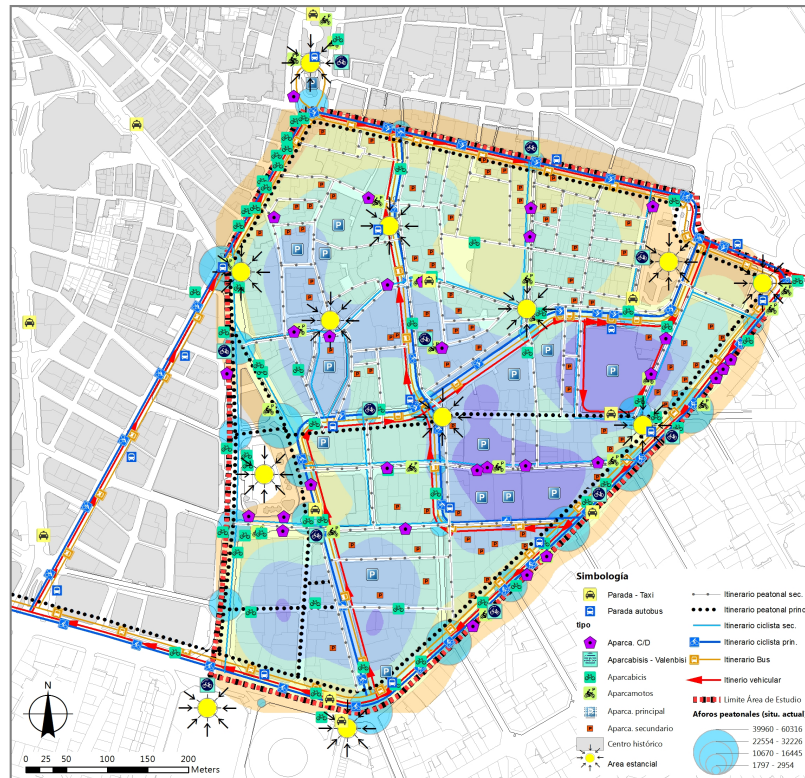 Simbología
Parada - Taxi
Parada autobus
tipo
Aparca. C/D
Aparcabisis - Valenbisi
Aparcabicis
Aparcamotos
Aparca. principal
Aparca. secundario
Centro histórico
Area estancial
Itinerario peatonal sec.
Itinerario peatonal princ
Itinerario ciclista sec.
Itinerario ciclista prin.
Itinerario Bus
Itinerio vehicular
Limite Área de Estudio
Aforos peatonales (situ. actual
39960 - 60316
22554 - 32226
10670 - 16445
1797 - 2954
N
0 25 50 100 150 200
Meters